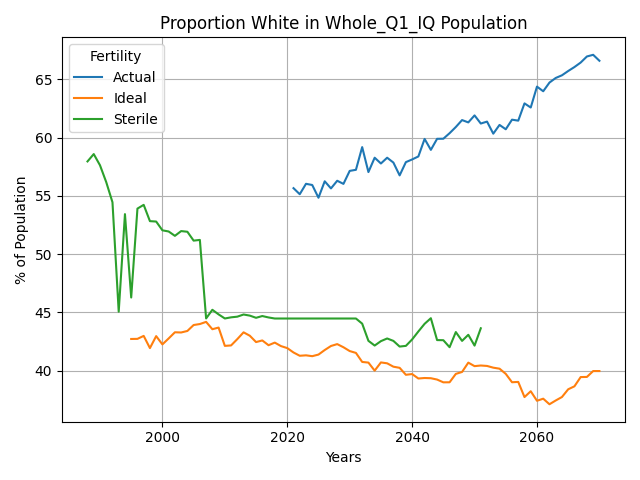 Proportion White in Whole_Q1_IQ Population
Fertility
Actual
Ideal
Sterile
% of Population
65
60
55
50
45
40
2000
2020
2040
2060
Years